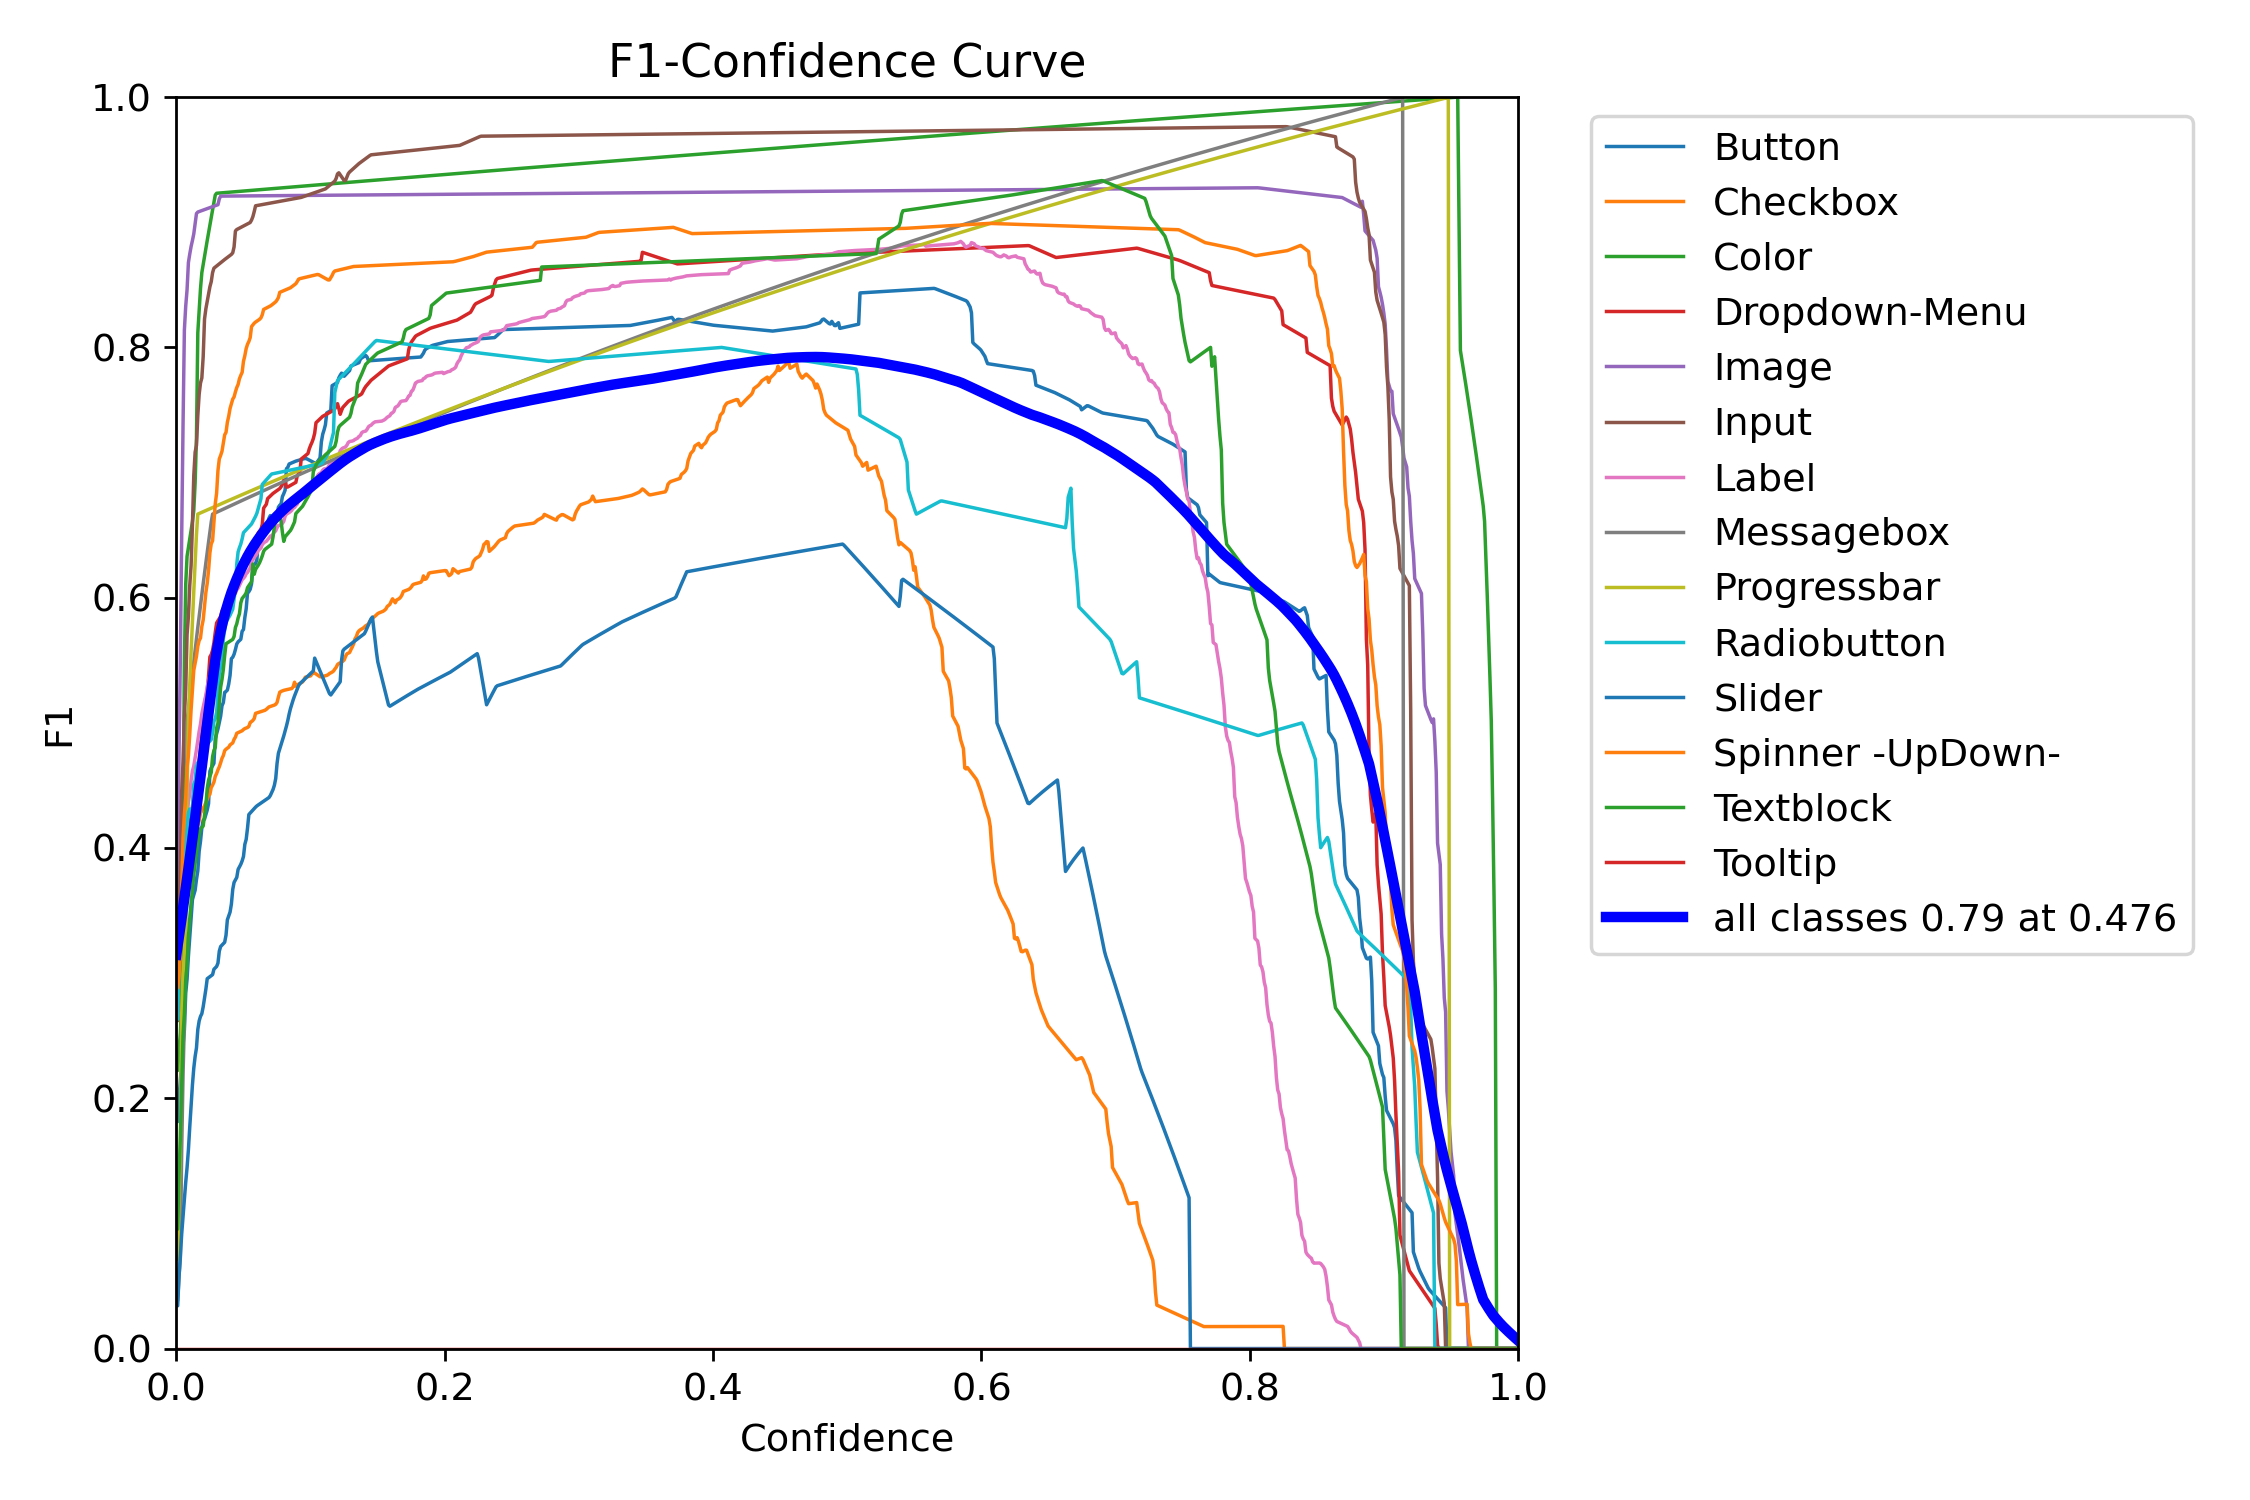 F1-Confidence Curve
1.0
0.8
0.6
0.4
0.2
0.0
F1
0.0 0.2 0.4 0.6 0.8 1.0
Confidence
Button
Checkbox
Color
Dropdown-Menu
Image
Input
Label
Messagebox
Progressbar
Radiobutton
Slider
Spinner -UpDown-
Textblock
Tooltip
all classes 0.79 at 0.476